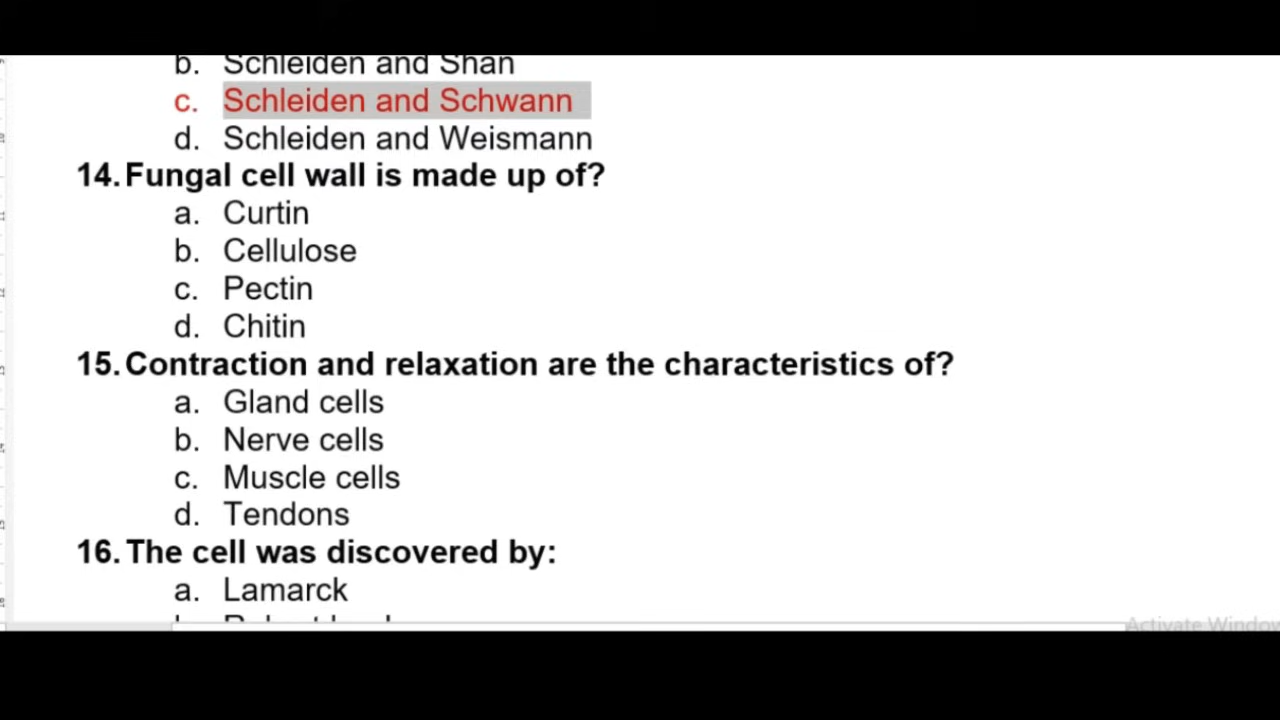 b. Schleiden and Shan
c. Schleiden and Schwann
d. Schleiden and Weismann
14. Fungal cell wall is made up of?
a. Curtin
b. Cellulose
c. Pectin
d. Chitin
15. Contraction and relaxation are the characteristics of?
a. Gland cells
b. Nerve cells
c. Muscle cells
d. Tendons
16. The cell was discovered by:
a. Lamarck
Activate Window